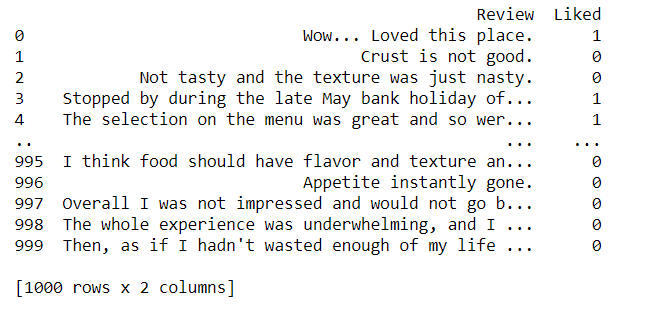 Review Liked
0 Wow... Loved this place. 1
1 Crust is not good. 0
2 Not tasty and the texture was just nasty. 0
3 Stopped by during the late May bank holiday of... 1
4 The selection on the menu was great and so wer... 1
.. ... ...
995 I think food should have flavor and texture an... 0
996 Appetite instantly gone. 0
997 Overall I was not impressed and would not go b... 0
998 The whole experience was underwhelming, and I ... 0
999 Then, as if I hadn't wasted enough of my life ... 0
[1000 rows x 2 columns]